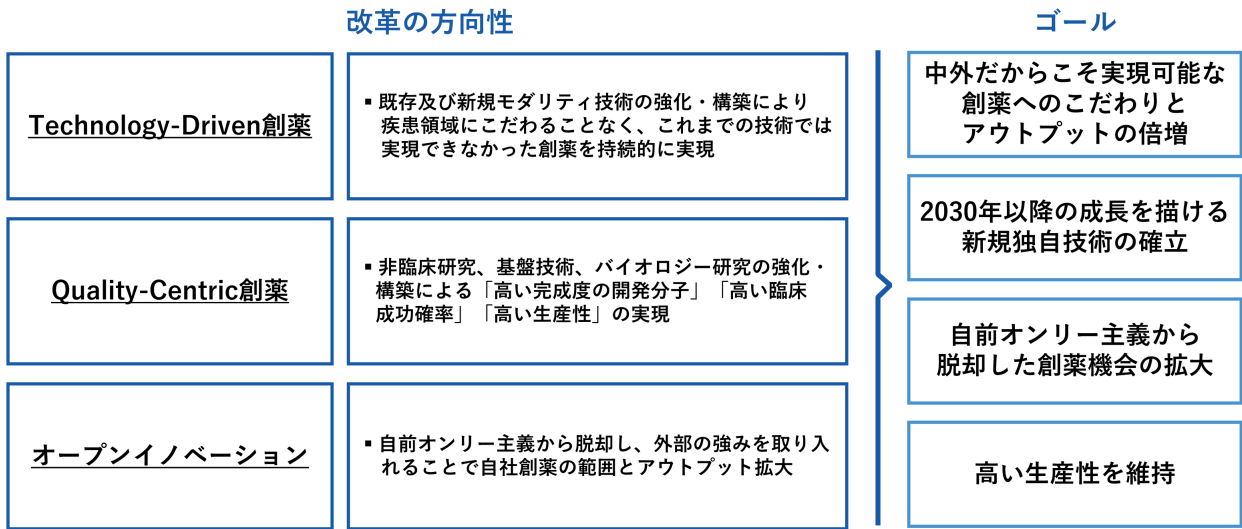 改革の方向性
ゴール
Technology-Driven創薬
▪ 既存及び新規モダリティ技術の強化・構築により
疾患領域にこだわることなく、これまでの技術では
実現できなかった創薬を持続的に実現
Quality-Centric創薬
▪ 非臨床研究、基盤技術、バイオロジー研究の強化・
構築による「高い完成度の開発分子」「高い臨床
成功確率」「高い生産性」の実現
オープンイノベーション
▪ 自前オンリー主義から脱却し、外部の強みを取り入
れることで自社創薬の範囲とアウトプット拡大
中外だからこそ実現可能な
創薬へのこだわりと
アウトプットの倍増
2030年以降の成長を描ける
新規独自技術の確立
自前オンリー主義から
脱却した創薬機会の拡大
高い生産性を維持